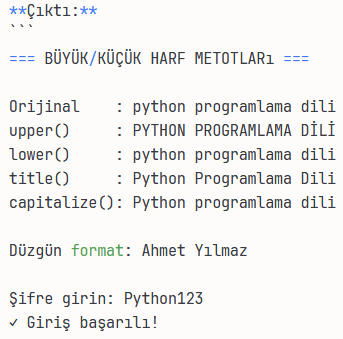 **Çıktı:**
```
=== BÜYÜK/KÜÇÜK HARF METOTLARı ===
Orijinal    : python programlama dili
upper()     : PYTHON PROGRAMLAMA DİLİ
lower()     : python programlama dili
title()     : Python Programlama Dili
capitalize(): Python programlama dili
Düzgün format: Ahmet Yılmaz
Şifre girin: Python123
✓ Giriş başarılı!